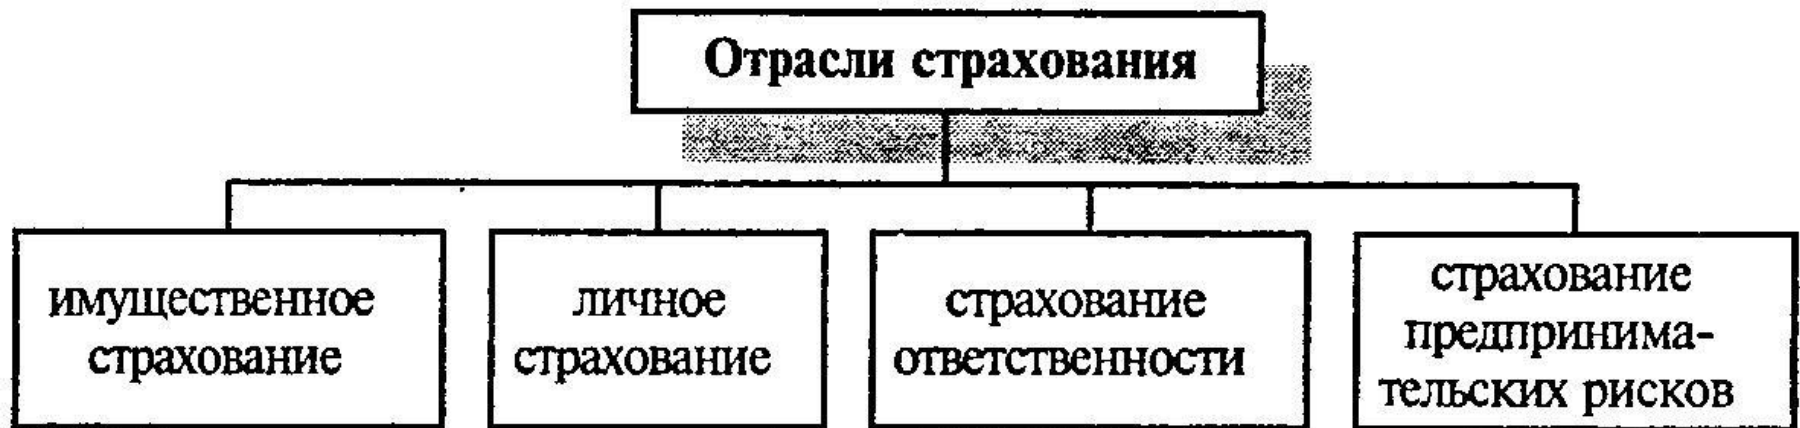 Отрасли страхования
имущественное
страхование
личное
страхование
страхование
ответственности
страхование
предпринима-
тельских рисков